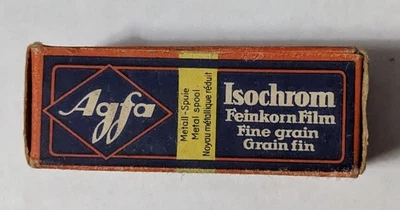 Agfa
Metall-Spule
Metal spool
Noyau métallique réduit
Isochrom
Feinkorn Film
Fine grain
Grain fin